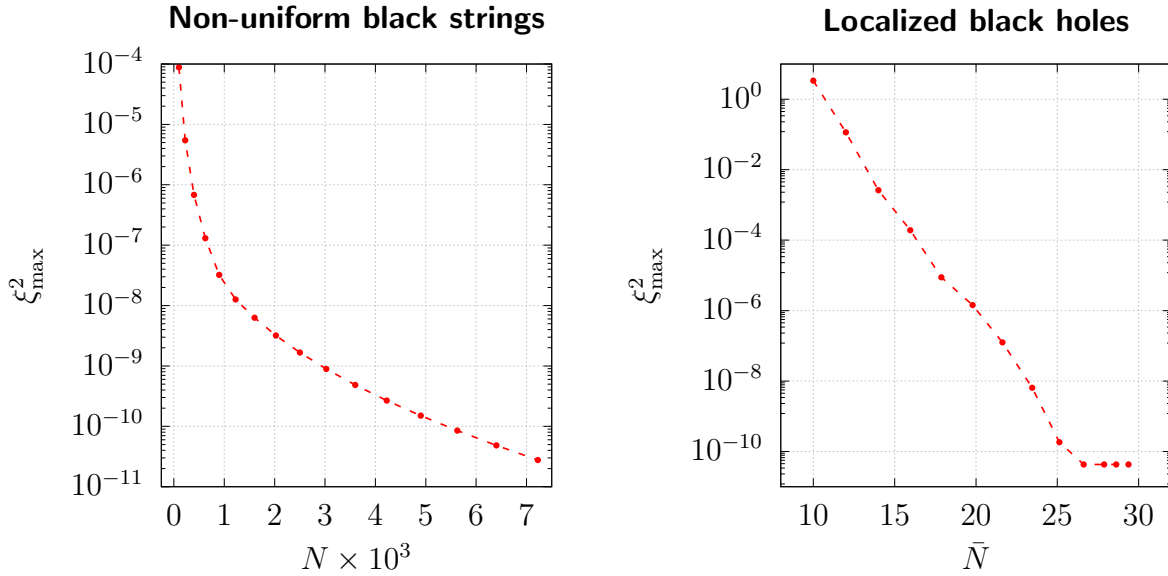 Non-uniform black strings
10⁻⁴
10⁻⁵
10⁻⁶
10⁻⁷
10⁻⁸
10⁻⁹
10⁻¹⁰
10⁻¹¹
ξ²max
0 1 2 3 4 5 6 7
N × 10³
Localized black holes
10⁰
10⁻²
10⁻⁴
10⁻⁶
10⁻⁸
10⁻¹⁰
ξ²max
10 15 20 25 30
N̄